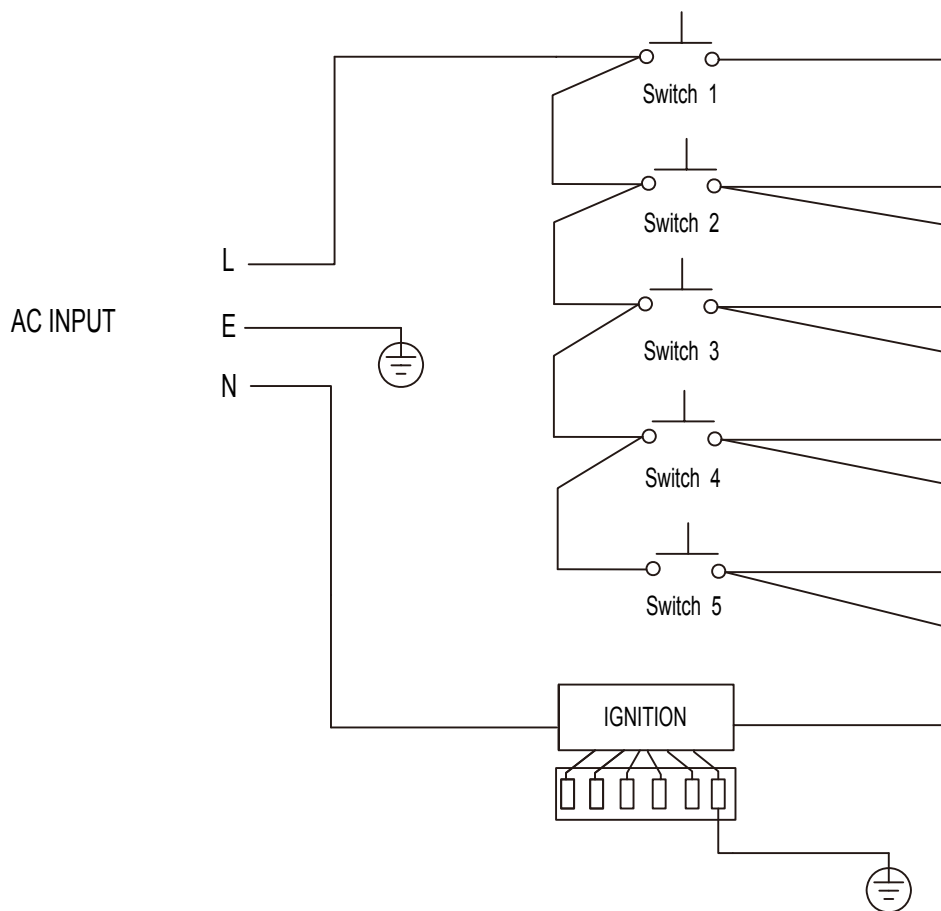 Switch 1
Switch 2
L
Switch 3
AC INPUT
E
N
Switch 4
Switch 5
IGNITION